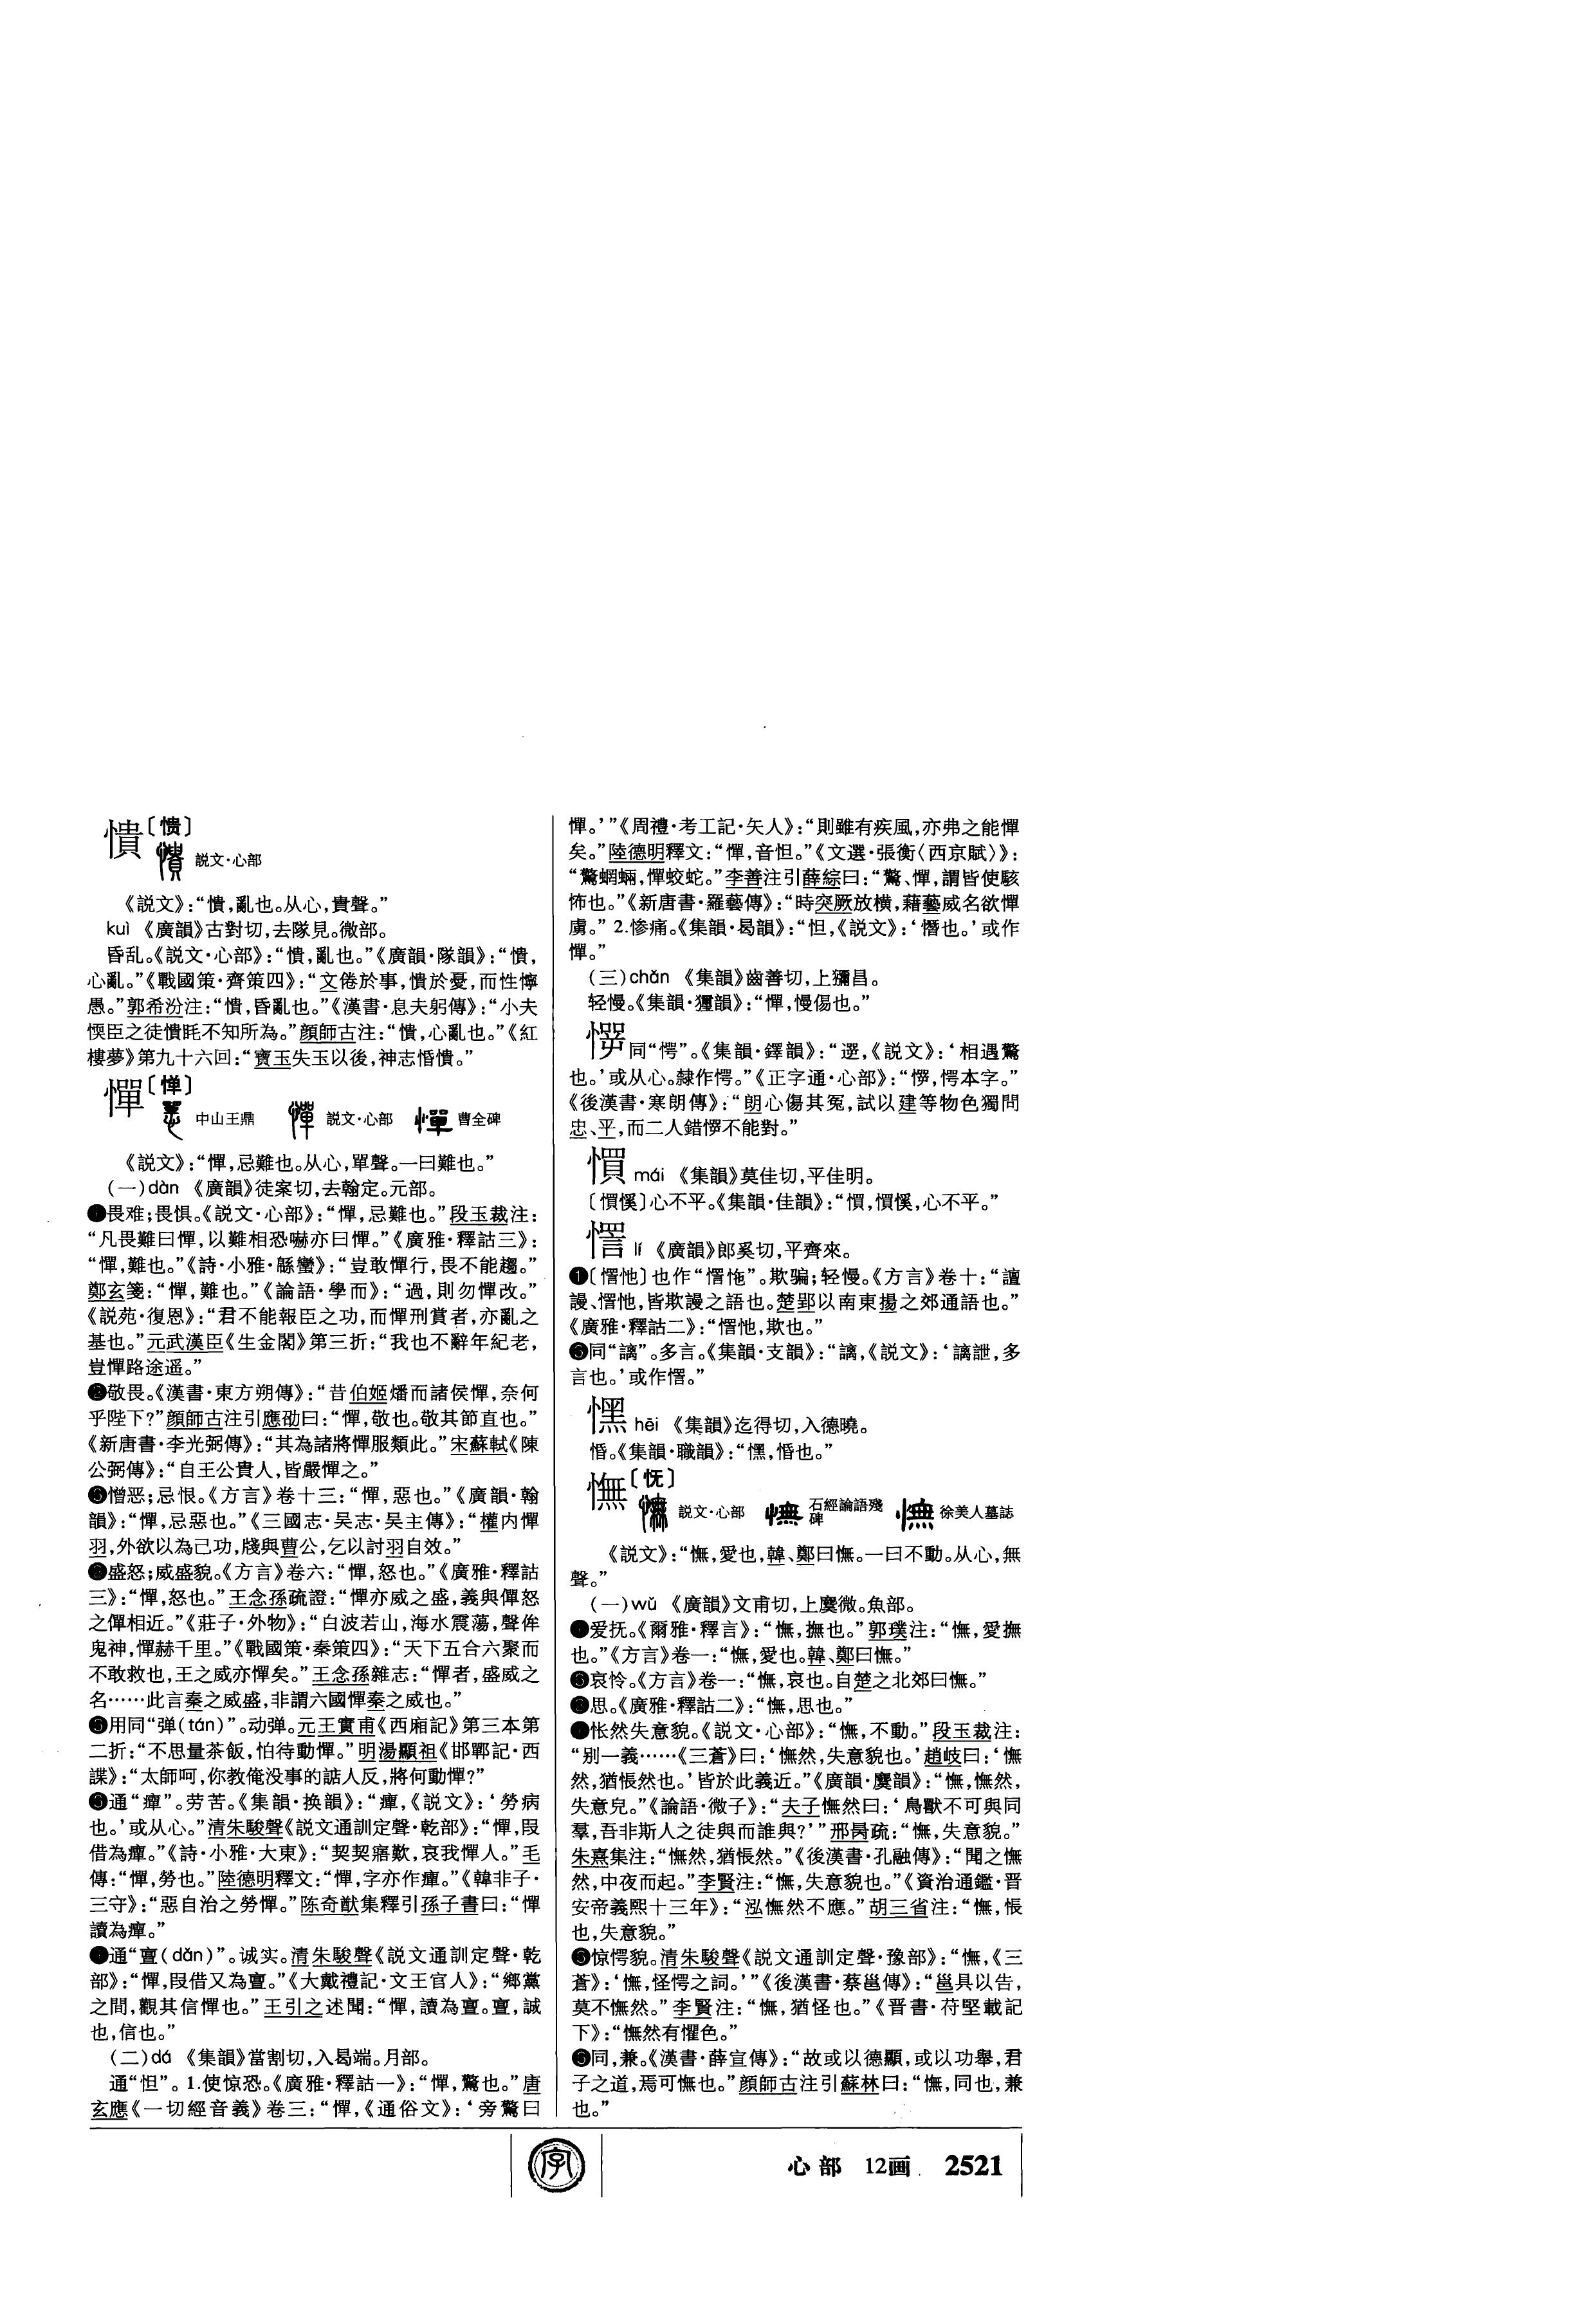 憒〔愦〕
説文·心部
《説文》：“憒，亂也。从心，貴聲。”
kuì 《廣韻》古對切，去隊見。微部。
昏乱。《説文·心部》：“憒，亂也。”《廣韻·隊韻》：“憒，
心亂。”《戰國策·齊策四》：“文倦於事，憒於憂，而性懧
愚。”郭希汾注：“憒，昏亂也。”《漢書·息夫躬傳》：“小夫
愞臣之徒憒眊不知所為。”顔師古注：“憒，心亂也。”《紅
樓夢》第九十六回：“寶玉失玉以後，神志惛憒。”
憚〔惮〕
中山王鼎 説文·心部 曹全碑
《説文》：“憚，忌難也。从心，單聲。一曰難也。”
（一）dàn 《廣韻》徒案切，去翰定。元部。
❶畏难；畏惧。《説文·心部》：“憚，忌難也。”段玉裁注：
“凡畏難曰憚，以難相恐嚇亦曰憚。”《廣雅·釋詁三》：
“憚，難也。”《詩·小雅·緜蠻》：“豈敢憚行，畏不能趨。”
鄭玄箋：“憚，難也。”《論語·學而》：“過，則勿憚改。”
《説苑·復恩》：“君不能報臣之功，而憚刑賞者，亦亂之
基也。”元武漢臣《生金閣》第三折：“我也不辭年紀老，
豈憚路途遥。”
❷敬畏。《漢書·東方朔傳》：“昔伯姬燔而諸侯憚，奈何
乎陛下？”顔師古注引應劭曰：“憚，敬也。敬其節直也。”
《新唐書·李光弼傳》：“其為諸將憚服類此。”宋蘇軾《陳
公弼傳》：“自王公貴人，皆嚴憚之。”
❸憎恶；忌恨。《方言》卷十三：“憚，惡也。”《廣韻·翰
韻》：“憚，忌惡也。”《三國志·吴志·吴主傳》：“權内憚
羽，外欲以為己功，牋與曹公，乞以討羽自效。”
❹盛怒；威盛貌。《方言》卷六：“憚，怒也。”《廣雅·釋詁
三》：“憚，怒也。”王念孫疏證：“憚亦威之盛，義與僤怒
之僤相近。”《莊子·外物》：“白波若山，海水震蕩，聲侔
鬼神，憚赫千里。”《戰國策·秦策四》：“天下五合六聚而
不敢救也，王之威亦憚矣。”王念孫雜志：“憚者，盛威之
名……此言秦之威盛，非謂六國憚秦之威也。”
❺用同“弹（tán）”。动弹。元王實甫《西廂記》第三本第
二折：“不思量茶飯，怕待動憚。”明湯顯祖《邯鄲記·西
諜》：“太師呵，你教俺没事的掂人反，將何動憚？”
❻通“癉”。劳苦。《集韻·换韻》：“癉，《説文》：‘勞病
也。’或从心。”清朱駿聲《説文通訓定聲·乾部》：“憚，叚
借為癉。”《詩·小雅·大東》：“契契寤歎，哀我憚人。”毛
傳：“憚，勞也。”陸德明釋文：“憚，字亦作癉。”《韓非子·
三守》：“惡自治之勞憚。”陈奇猷集釋引孫子書曰：“憚
讀為癉。”
❼通“亶（dǎn）”。诚实。清朱駿聲《説文通訓定聲·乾
部》：“憚，叚借又為亶。”《大戴禮記·文王官人》：“鄉黨
之間，觀其信憚也。”王引之述聞：“憚，讀為亶。亶，誠
也，信也。”
（二）dá 《集韻》當割切，入曷端。月部。
通“怛”。1.使惊恐。《廣雅·釋詁一》：“憚，驚也。”唐
玄應《一切經音義》卷三：“憚，《通俗文》：‘旁驚曰
憚。’”《周禮·考工記·矢人》：“則雖有疾風，亦弗之能憚
矣。”陸德明釋文：“憚，音怛。”《文選·張衡〈西京賦〉》：
“驚蝄蜽，憚蛟蛇。”李善注引薛綜曰：“驚、憚，謂皆使駭
怖也。”《新唐書·羅藝傳》：“時突厥放横，藉藝威名欲憚
虜。”2.惨痛。《集韻·曷韻》：“怛，《説文》：‘憯也。’或作
憚。”
（三）chǎn 《集韻》齒善切，上獮昌。
轻慢。《集韻·獮韻》：“憚，慢傷也。”
㦍同“愕”。《集韻·鐸韻》：“遻，《説文》：‘相遇驚
也。’或从心。隸作愕。”《正字通·心部》：“㦍，愕本字。”
《後漢書·寒朗傳》：“朗心傷其冤，試以建等物色獨問
忠、平，而二人錯㦍不能對。”
㦟 mái 《集韻》莫佳切，平佳明。
〔㦟㥟〕心不平。《集韻·佳韻》：“㦟，㦟㥟，心不平。”
㦒 lí 《廣韻》郎奚切，平齊來。
❶〔㦒忚〕也作“㦒㤞”。欺骗；轻慢。《方言》卷十：“譠
謾、㦒忚，皆欺謾之語也。楚郢以南東揚之郊通語也。”
《廣雅·釋詁二》：“㦒忚，欺也。”
❷同“謧”。多言。《集韻·支韻》：“謧，《説文》：‘謧詍，多
言也。’或作㦒。”
㦏 hēi 《集韻》迄得切，入德曉。
惛。《集韻·職韻》：“㦏，惛也。”
憮〔怃〕
説文·心部 石經論語殘碑 徐美人墓誌
《説文》：“憮，愛也，韓、鄭曰憮。一曰不動。从心，無
聲。”
（一）wǔ 《廣韻》文甫切，上麌微。魚部。
❶爱抚。《爾雅·釋言》：“憮，撫也。”郭璞注：“憮，愛撫
也。”《方言》卷一：“憮，愛也。韓、鄭曰憮。”
❷哀怜。《方言》卷一：“憮，哀也。自楚之北郊曰憮。”
❸思。《廣雅·釋詁二》：“憮，思也。”
❹怅然失意貌。《説文·心部》：“憮，不動。”段玉裁注：
“别一義……《三蒼》曰：‘憮然，失意貌也。’趙岐曰：‘憮
然，猶悵然也。’皆於此義近。”《廣韻·麌韻》：“憮，憮然，
失意皃。”《論語·微子》：“夫子憮然曰：‘鳥獸不可與同
羣，吾非斯人之徒與而誰與？’”邢昺疏：“憮，失意貌。”
朱熹集注：“憮然，猶悵然。”《後漢書·孔融傳》：“聞之憮
然，中夜而起。”李賢注：“憮，失意貌也。”《資治通鑑·晋
安帝義熙十三年》：“泓憮然不應。”胡三省注：“憮，悵
也，失意貌。”
❺惊愕貌。清朱駿聲《説文通訓定聲·豫部》：“憮，《三
蒼》：‘憮，怪愕之詞。’”《後漢書·蔡邕傳》：“邕具以告，
莫不憮然。”李賢注：“憮，猶怪也。”《晋書·苻堅載記
下》：“憮然有懼色。”
❻同，兼。《漢書·薛宣傳》：“故或以德顯，或以功舉，君
子之道，焉可憮也。”顔師古注引蘇林曰：“憮，同也，兼
也。”
字
心部 12画 2521